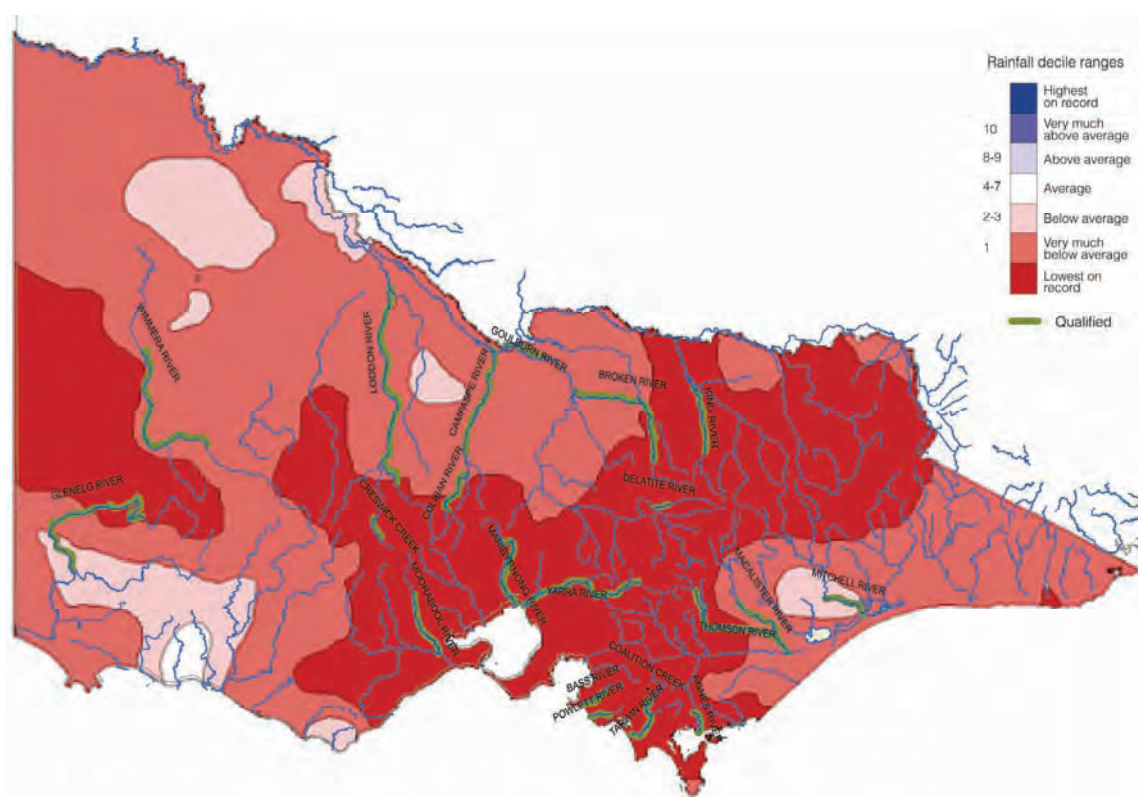 Rainfall decile ranges
Highest
on record
10 Very much
above average
8-9 Above average
4-7 Average
2-3 Below average
1 Very much
below average
Lowest on
record
Qualified
WIMMERA RIVER
LODDON RIVER
GOULBURN RIVER
CAMPASPE RIVER
BROKEN RIVER
KING RIVER
GLENELG RIVER
COLIBAN RIVER
DELATITE RIVER
CRESWICK CREEK
MOORABOOL RIVER
MARIBYRNONG RIVER
YARRA RIVER
MACALISTER RIVER
MITCHELL RIVER
THOMSON RIVER
COALITION CREEK
BASS RIVER
POWLETT RIVER
TARWIN RIVER
AGNES RIVER